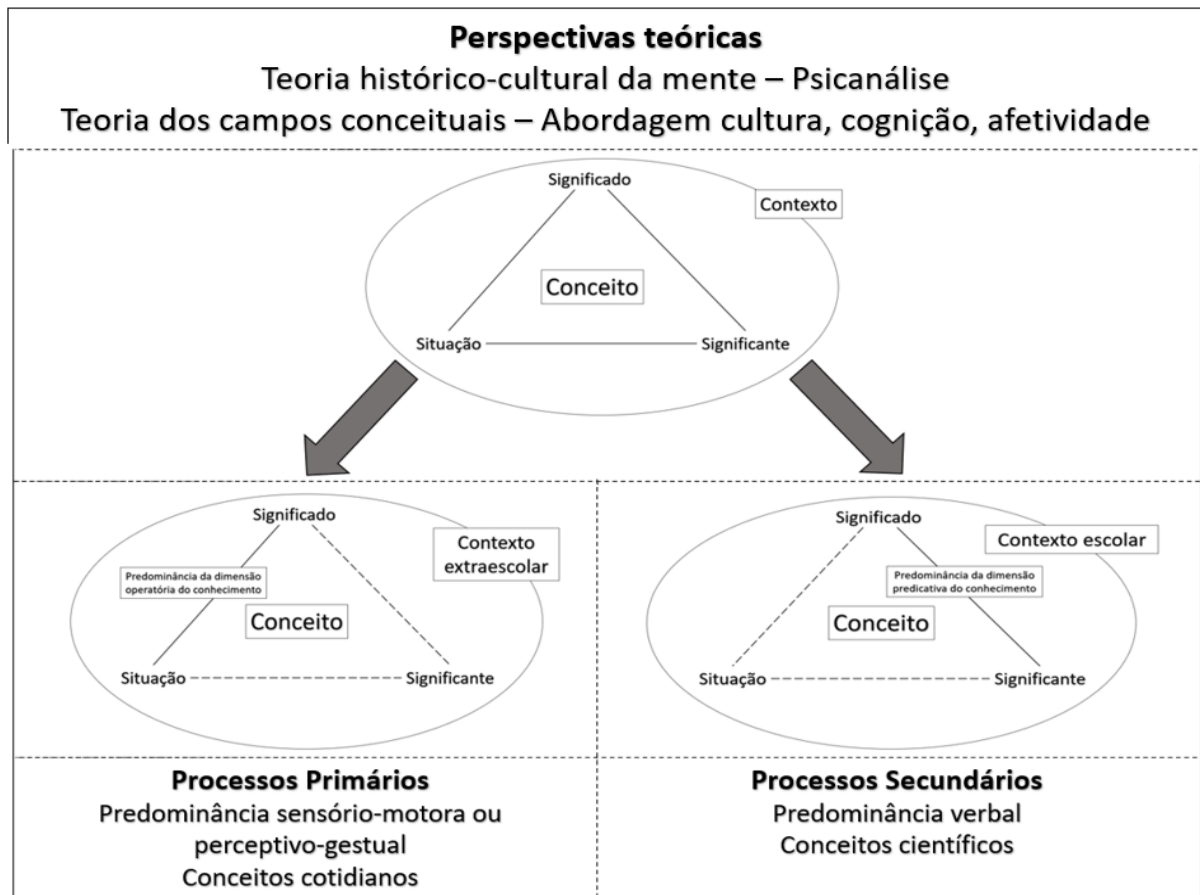 Perspectivas teóricas
Teoria histórico-cultural da mente – Psicanálise
Teoria dos campos conceituais – Abordagem cultura, cognição, afetividade
Significado
Contexto
Conceito
Situação
Significante
Significado
Contexto
extraescolar
Predominância da dimensão
operatória do conhecimento
Conceito
Situação
Significante
Processos Primários
Predominância sensório-motora ou
perceptivo-gestual
Conceitos cotidianos
Significado
Contexto escolar
Predominância da dimensão
predicativa do conhecimento
Conceito
Situação
Significante
Processos Secundários
Predominância verbal
Conceitos científicos